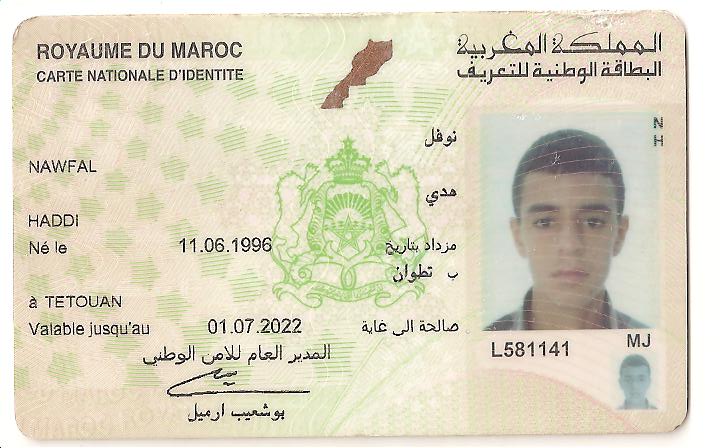 ROYAUME DU MAROC
المملكة المغربية
CARTE NATIONALE D'IDENTITE
البطاقة الوطنية للتعريف
N H
نوفل
NAWFAL
هدي
HADDI
Né le 11.06.1996 مزداد بتاريخ
ب تطوان
à TETOUAN
Valable jusqu'au 01.07.2022 صالحة الى غاية
المدير العام للامن الوطني
بوشعيب ارميل
L581141
MJ